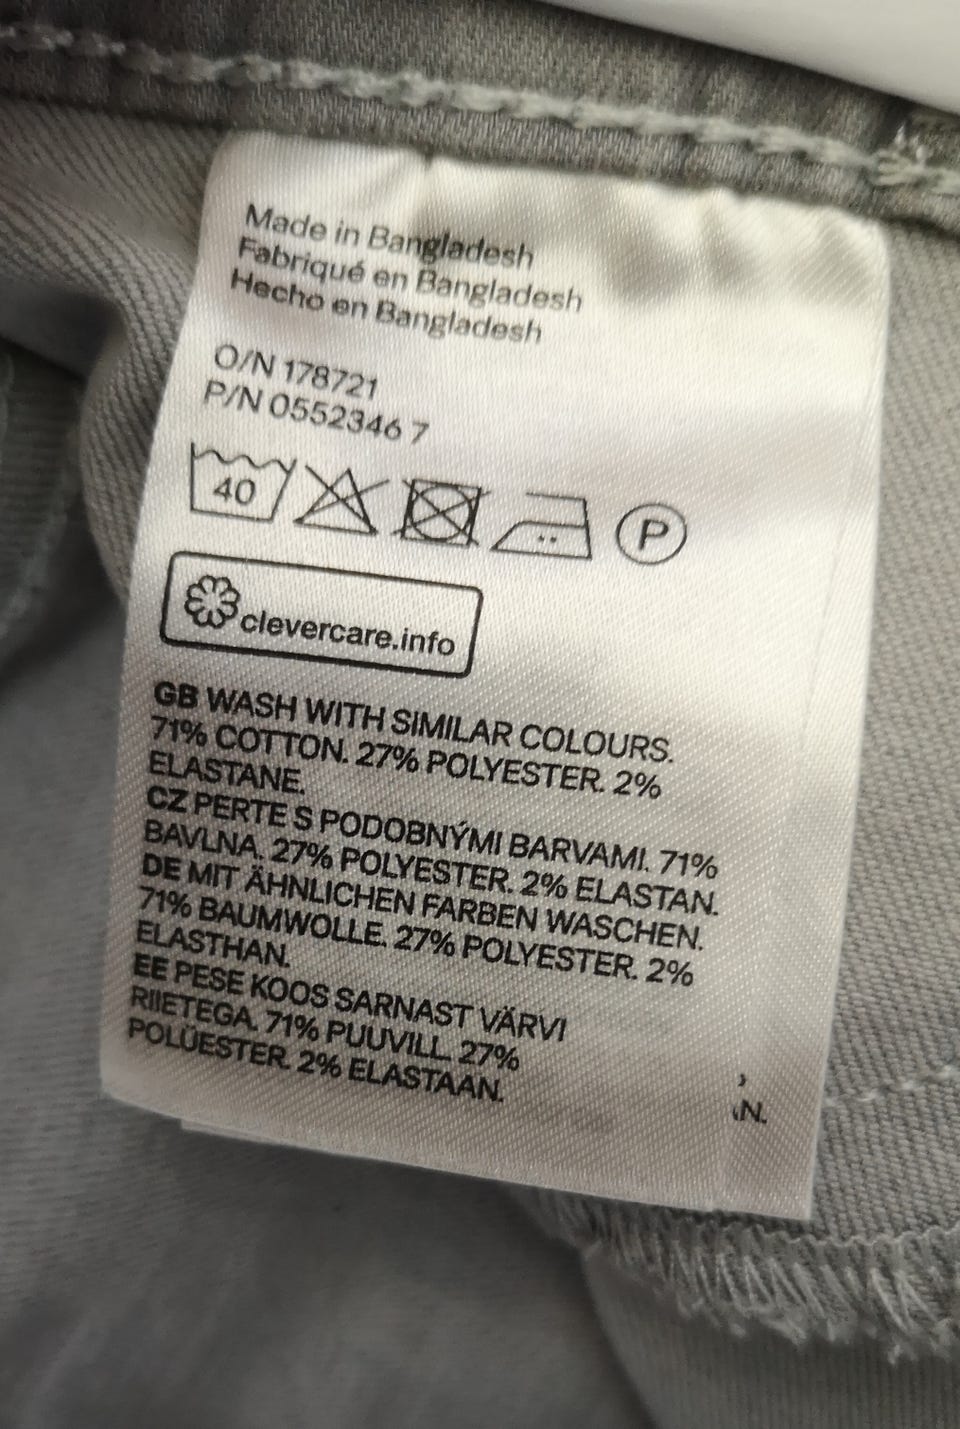 Made in Bangladesh
Fabriqué en Bangladesh
Hecho en Bangladesh
O/N 178721
P/N 0552346 7
40
P
clevercare.info
GB WASH WITH SIMILAR COLOURS.
71% COTTON. 27% POLYESTER. 2%
ELASTANE.
CZ PERTE S PODOBNÝMI BARVAMI. 71%
BAVLNA. 27% POLYESTER. 2% ELASTAN.
DE MIT ÄHNLICHEN FARBEN WASCHEN.
71% BAUMWOLLE. 27% POLYESTER. 2%
ELASTHAN.
EE PESE KOOS SARNAST VÄRVI
RIIETEGA. 71% PUUVILL. 27%
POLÜESTER. 2% ELASTAAN.